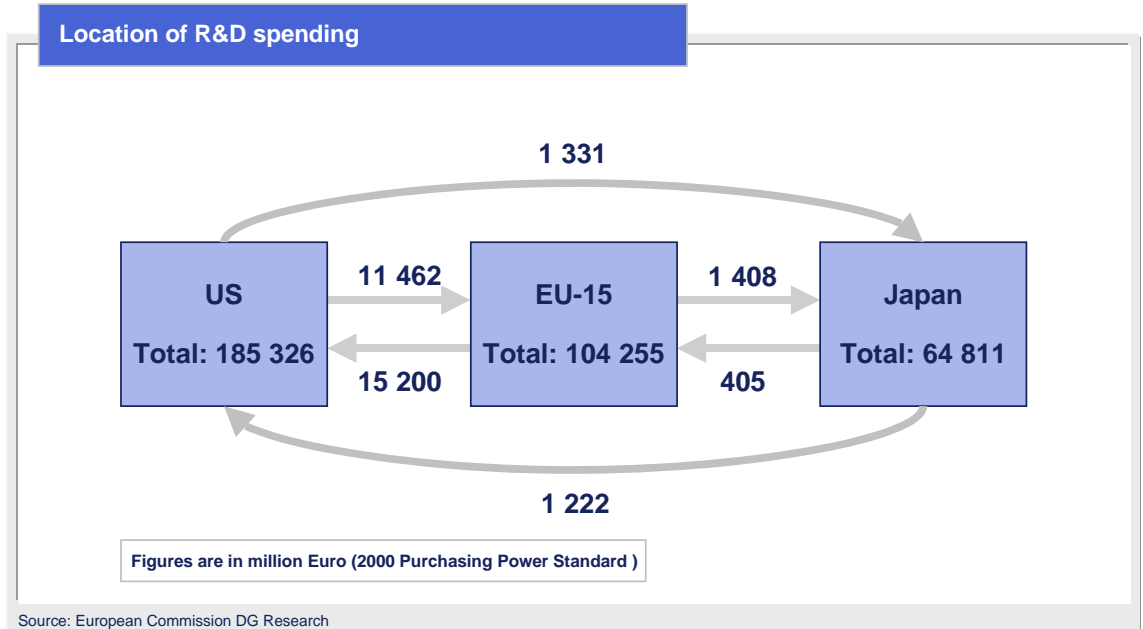 Location of R&D spending
1 331
US
Total: 185 326
11 462
15 200
EU-15
Total: 104 255
1 408
405
Japan
Total: 64 811
1 222
Figures are in million Euro (2000 Purchasing Power Standard )
Source: European Commission DG Research